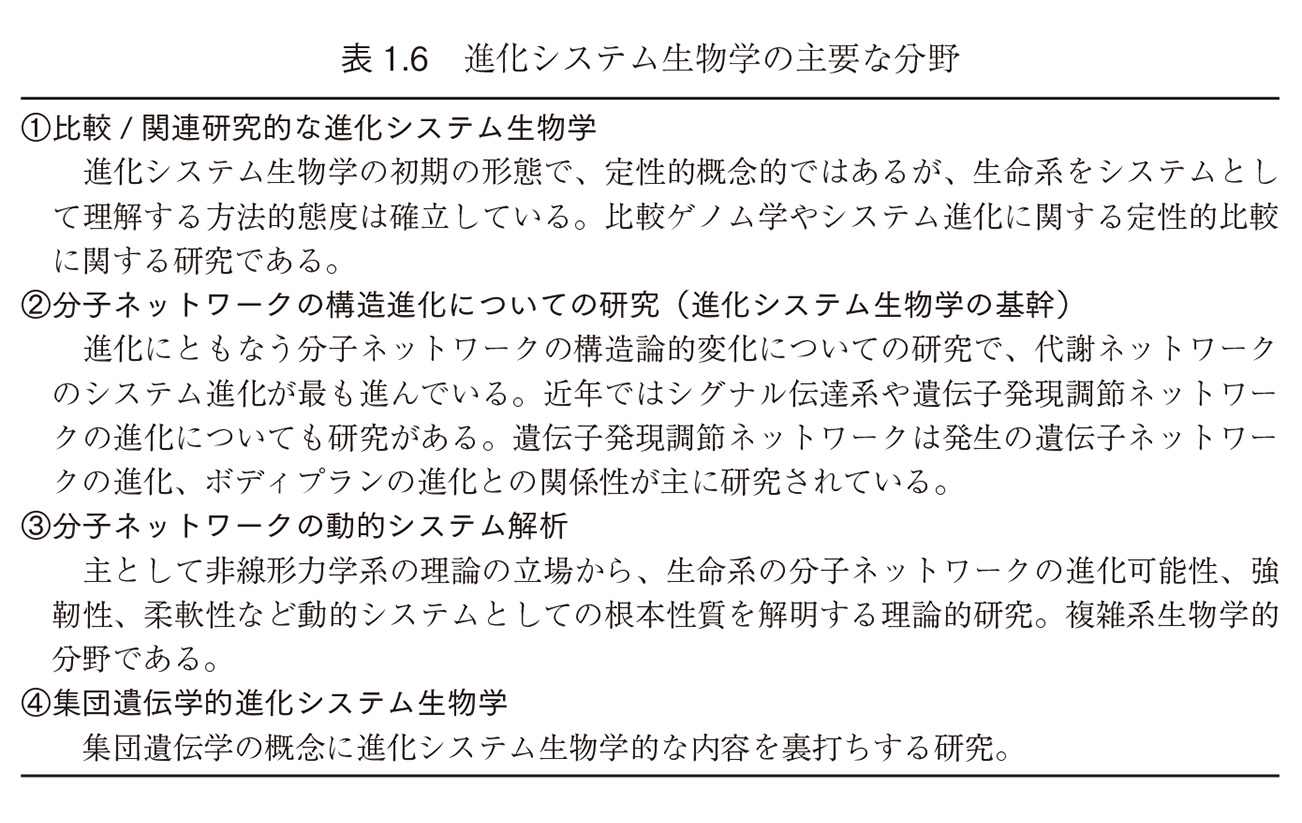 表 1.6 進化システム生物学の主要な分野
①比較 / 関連研究的な進化システム生物学
進化システム生物学の初期の形態で、定性的概念的ではあるが、生命系をシステムとし
て理解する方法的態度は確立している。比較ゲノム学やシステム進化に関する定性的比較
に関する研究である。
②分子ネットワークの構造進化についての研究（進化システム生物学の基幹）
進化にともなう分子ネットワークの構造論的変化についての研究で、代謝ネットワーク
のシステム進化が最も進んでいる。近年ではシグナル伝達系や遺伝子発現調節ネットワー
クの進化についても研究がある。遺伝子発現調節ネットワークは発生の遺伝子ネットワー
クの進化、ボディプランの進化との関係性が主に研究されている。
③分子ネットワークの動的システム解析
主として非線形力学系の理論の立場から、生命系の分子ネットワークの進化可能性、強
靭性、柔軟性など動的システムとしての根本性質を解明する理論的研究。複雑系生物学的
分野である。
④集団遺伝学的進化システム生物学
集団遺伝学の概念に進化システム生物学的な内容を裏打ちする研究。